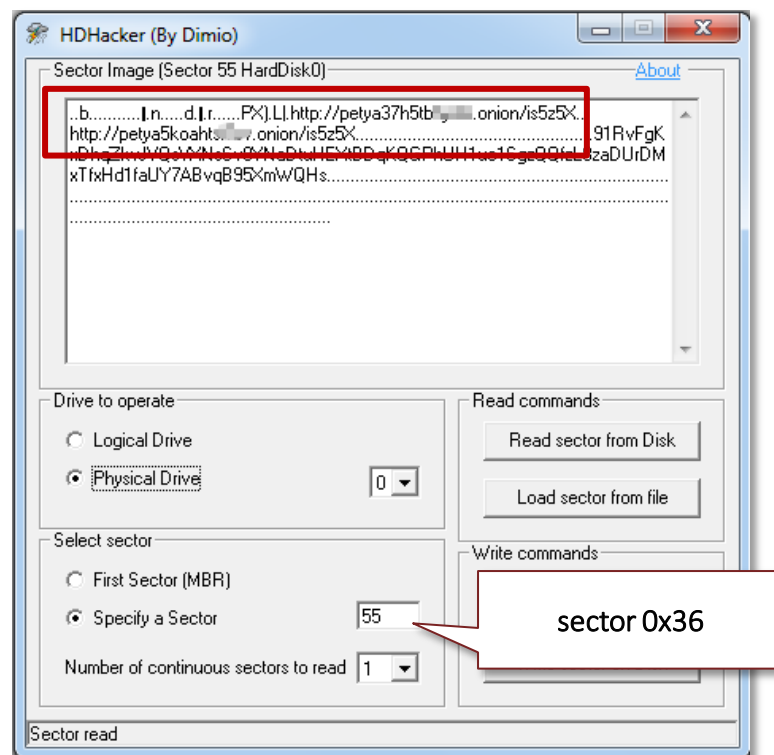 HDHacker (By Dimio)
Sector Image (Sector 55 HardDisk0)
About
..b..........|.n....d.|.r......PX).L|.http://petya37h5tb .onion/is5z5X..
http://petya5koahts .onion/is5z5X..........................................91RvFgK
xTfxHd1faUY7ABvqB95XmWQHs
Drive to operate
Logical Drive
Physical Drive
0
Read commands
Read sector from Disk
Load sector from file
Select sector
First Sector (MBR)
Specify a Sector
55
Number of continuous sectors to read
1
Write commands
sector 0x36
Sector read